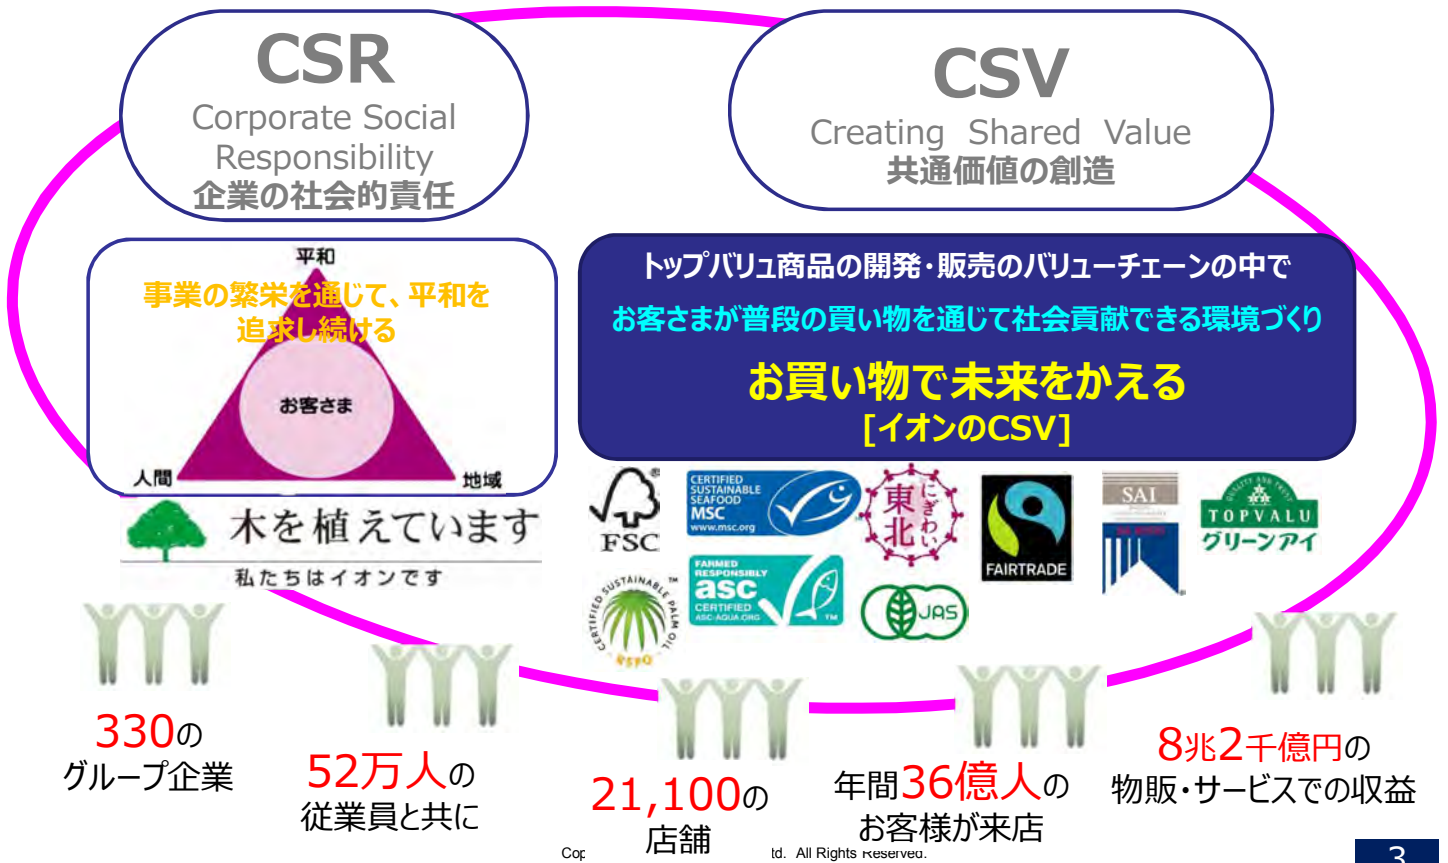 CSR
Corporate Social
Responsibility
企業の社会的責任
CSV
Creating Shared Value
共通価値の創造
平和
事業の繁栄を通じて、平和を
追求し続ける
お客さま
人間
地域
木を植えています
私たちはイオンです
トップバリュ商品の開発・販売のバリューチェーンの中で
お客さまが普段の買い物を通じて社会貢献できる環境づくり
お買い物で未来をかえる
[イオンのCSV]
FSC
CERTIFIED
SUSTAINABLE
SEAFOOD
MSC
www.msc.org
にぎわい
東北
FAIRTRADE
SAI
QUALITY AND TRUST
TOPVALU
グリーンアイ
CERTIFIED SUSTAINABLE PALM OIL
RSPO
FARMED
RESPONSIBLY
asc
CERTIFIED
ASC-AQUA.ORG
JAS
330の
グループ企業
52万人の
従業員と共に
21,100の
店舗
年間36億人の
お客様が来店
8兆2千億円の
物販・サービスでの収益
td. All Rights Reserved.
3